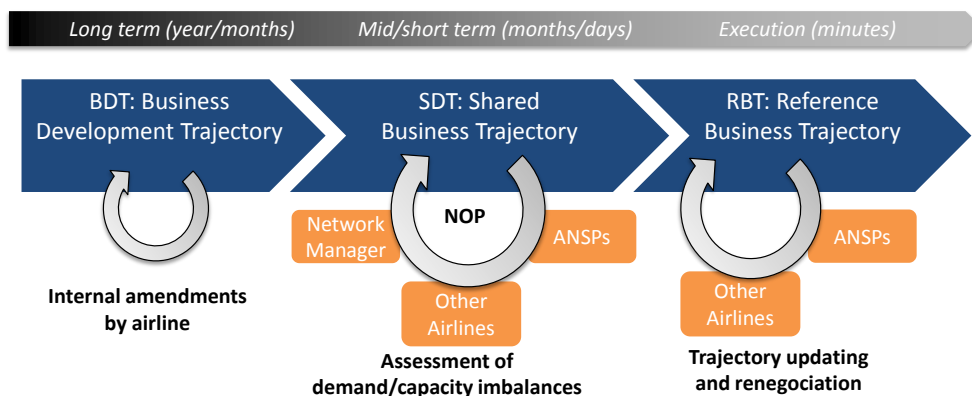 Long term (year/months)
Mid/short term (months/days)
Execution (minutes)
BDT: Business
Development Trajectory
SDT: Shared
Business Trajectory
RBT: Reference
Business Trajectory
NOP
Network
Manager
ANSPs
Other
Airlines
ANSPs
Other
Airlines
Internal amendments
by airline
Assessment of
demand/capacity imbalances
Trajectory updating
and renegociation